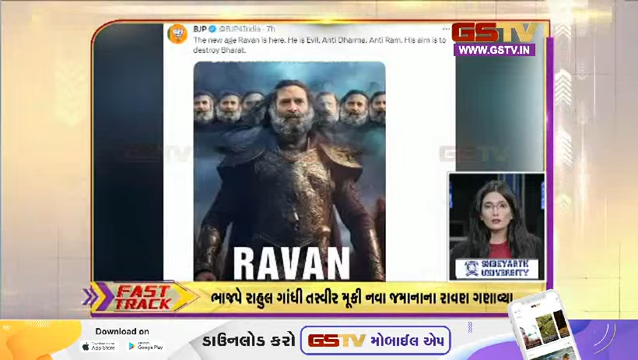 BJP @BJP4India · 7h
The new age Ravan is here. He is Evil. Anti Dharma. Anti Ram. His aim is to
destroy Bharat.
GSTV
WWW.GSTV.IN
GSTV
GSTV
RAVAN
SHREYARTH
UNIVERSITY
FAST
TRACK
ભાજપે રાહુલ ગાંધી તસ્વીર મૂકી નવા જમાનાના રાવણ ગણાવ્યા
Download on
App Store
Google Play
ડાઉનલોડ કરો GSTV મોબાઈલ એપ